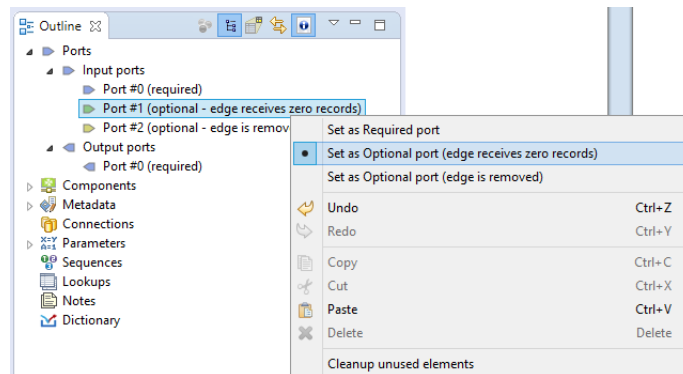 Outline
Ports
Input ports
Port #0 (required)
Port #1 (optional - edge receives zero records)
Port #2 (optional - edge is remov
Output ports
Port #0 (required)
Components
Metadata
Connections
X=Y
A=1
Parameters
Sequences
Lookups
Notes
Dictionary
Set as Required port
Set as Optional port (edge receives zero records)
Set as Optional port (edge is removed)
Undo Ctrl+Z
Redo Ctrl+Y
Copy Ctrl+C
Cut Ctrl+X
Paste Ctrl+V
Delete Delete
Cleanup unused elements